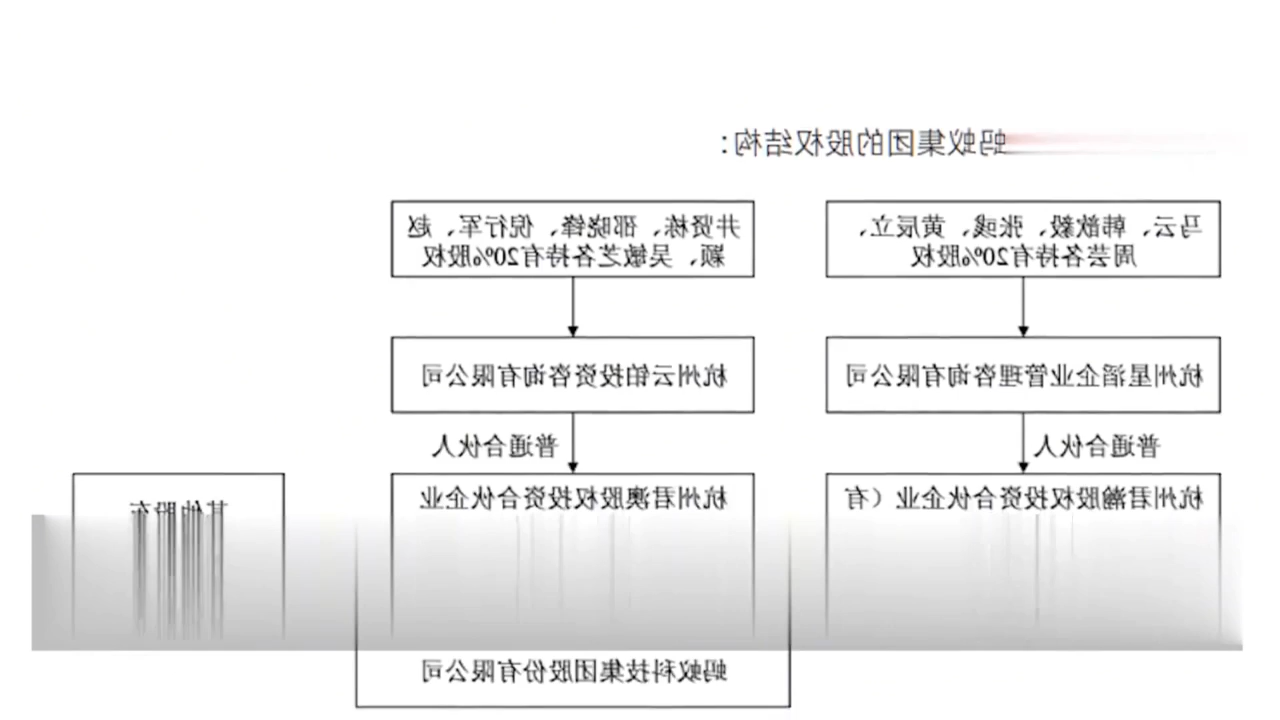 蚂蚁集团的股权结构：
马云、韩歆毅、张彧、黄辰立、
周芸各持有20%股权
井贤栋、邵晓锋、倪行军、赵
颖、吴敏芝各持有20%股权
杭州星滔企业管理咨询有限公司
杭州云铂投资咨询有限公司
普通合伙人
普通合伙人
杭州君瀚股权投资合伙企业（有
杭州君澳股权投资合伙企业
蚂蚁科技集团股份有限公司